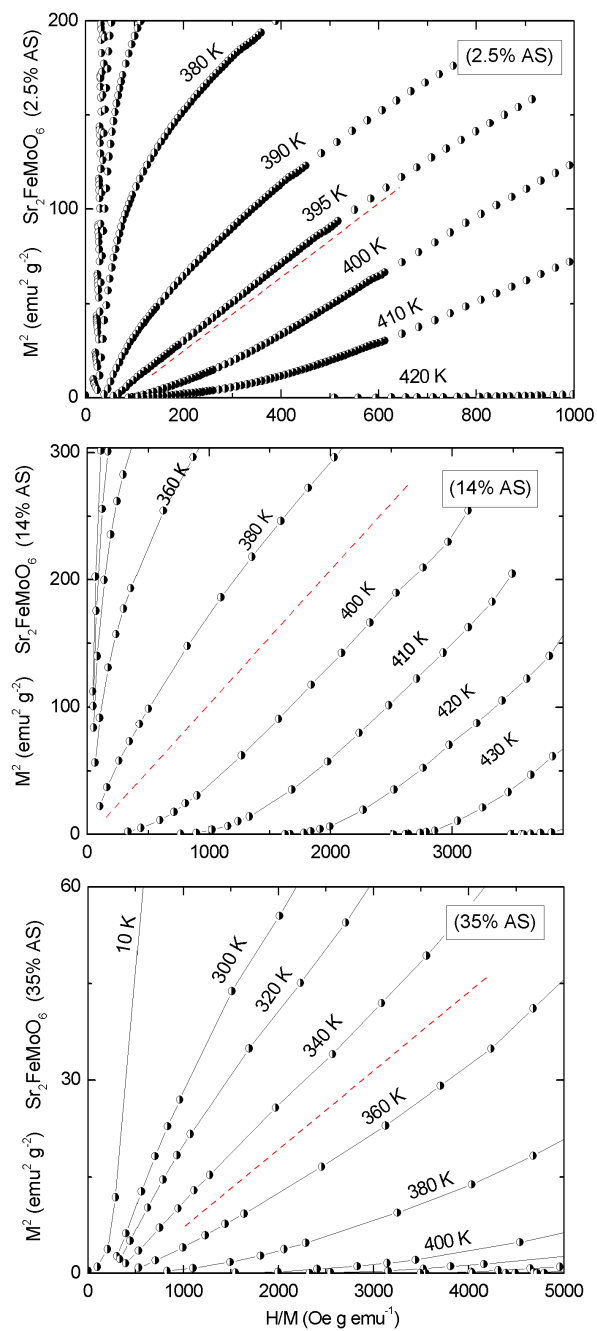 200
(2.5% AS)
380 K
390 K
395 K
400 K
410 K
420 K
100
0
0 200 400 600 800 1000
M² (emu² g⁻²) Sr₂FeMoO₆ (2.5% AS)
300
(14% AS)
360 K
380 K
400 K
410 K
420 K
430 K
200
100
0
0 1000 2000 3000
M² (emu² g⁻²) Sr₂FeMoO₆ (14% AS)
60
(35% AS)
10 K
300 K
320 K
340 K
360 K
380 K
400 K
30
0
0 1000 2000 3000 4000 5000
M² (emu² g⁻²) Sr₂FeMoO₆ (35% AS)
H/M (Oe g emu⁻¹)